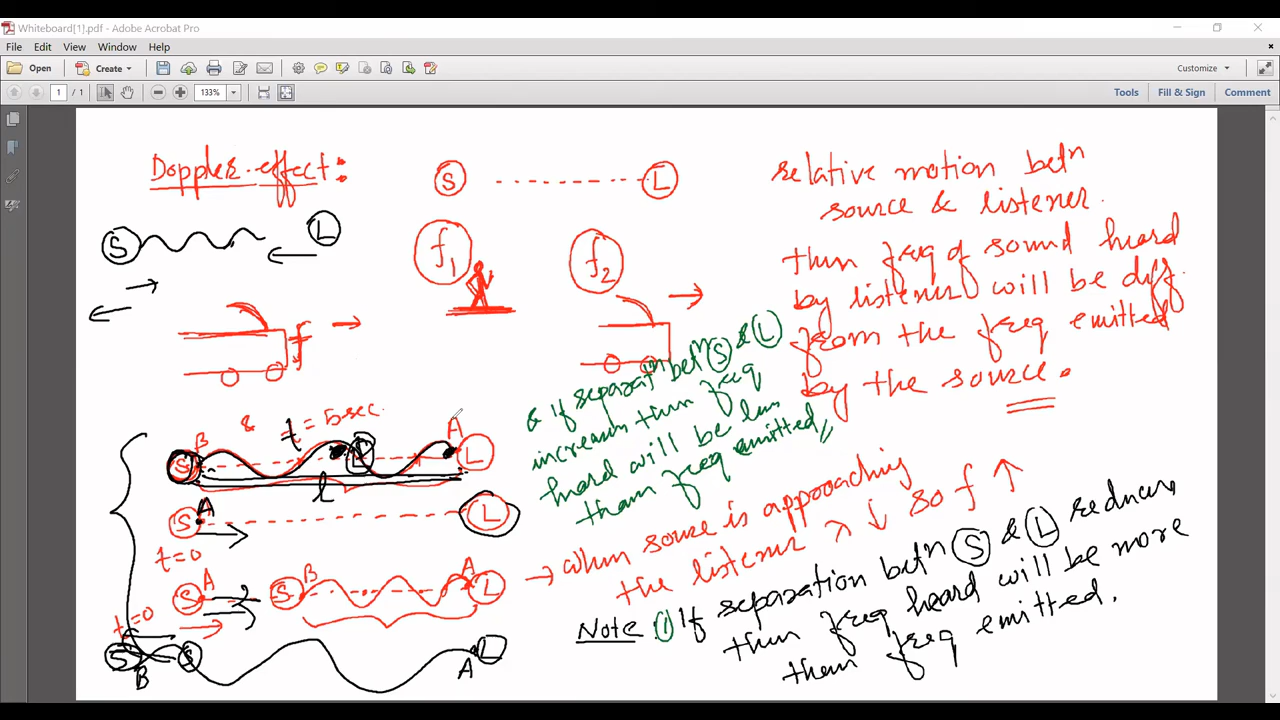 Whiteboard[1].pdf - Adobe Acrobat Pro
File Edit View Window Help
Open Create Customize
1 / 1 133% Tools Fill & Sign Comment
Doppler effect:
S L
relative motion betn
source & listener.
then freq of sound heard
by listener will be diff.
from the freq emitted
by the source.
S L
f1 f2
f
& if separatn betn S & L
increases then freq
heard will be less
than freq emitted
& t = 5 sec
B A
S L L
l
A
S L
t=0
A B A
S S L
t=0
→ When source is approaching
the listener λ ↓ so f ↑
Note ① If separation betn S & L reduces
then freq heard will be more
than freq emitted.
S S A L
B